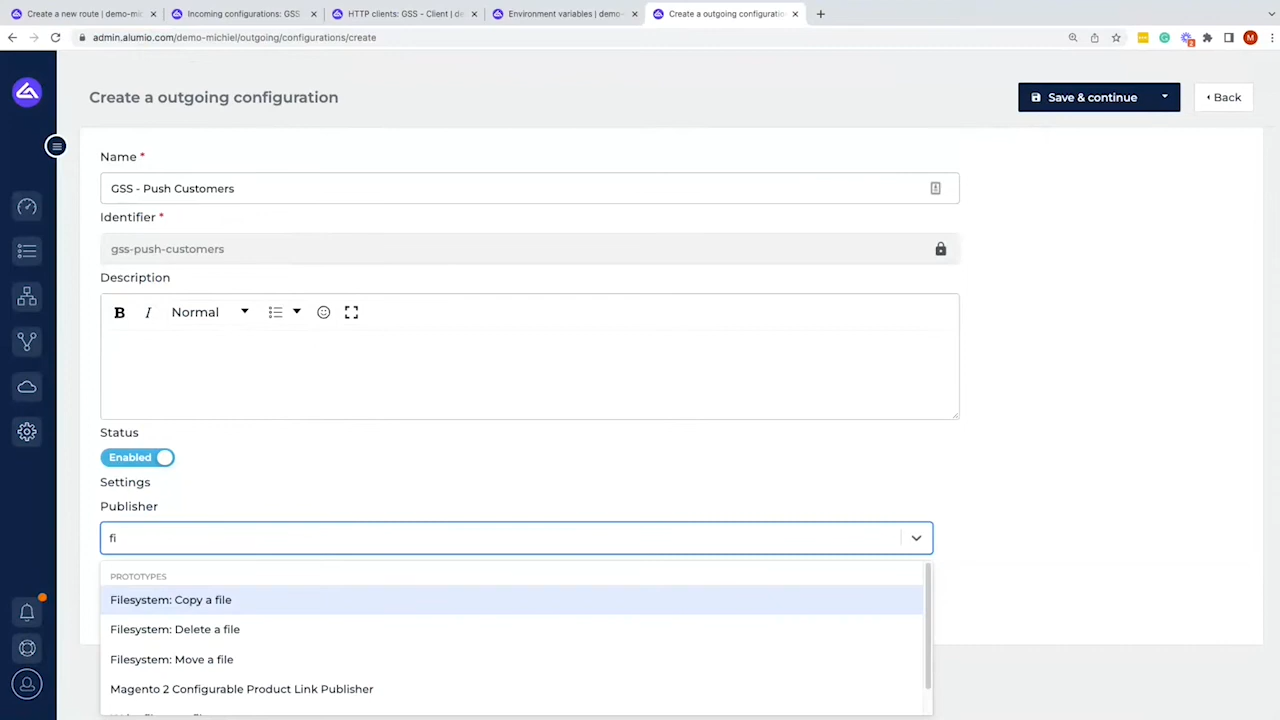 Create a new route | demo-mic
Incoming configurations: GSS
HTTP clients: GSS - Client | de
Environment variables | demo-
Create a outgoing configuratio
admin.alumio.com/demo-michiel/outgoing/configurations/create
2
M
Create a outgoing configuration
Save & continue
Back
Name *
GSS - Push Customers
Identifier *
gss-push-customers
Description
B I Normal
Status
Enabled
Settings
Publisher
fi
PROTOTYPES
Filesystem: Copy a file
Filesystem: Delete a file
Filesystem: Move a file
Magento 2 Configurable Product Link Publisher